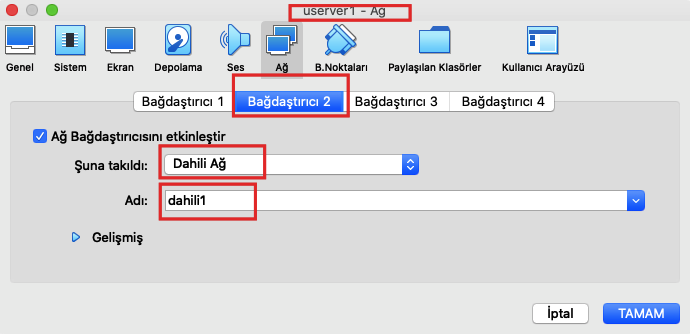 userver1 - Ağ
Genel Sistem Ekran Depolama Ses Ağ B.Noktaları Paylaşılan Klasörler Kullanıcı Arayüzü
Bağdaştırıcı 1 Bağdaştırıcı 2 Bağdaştırıcı 3 Bağdaştırıcı 4
Ağ Bağdaştırıcısını etkinleştir
Şuna takıldı: Dahili Ağ
Adı: dahili1
Gelişmiş
İptal TAMAM